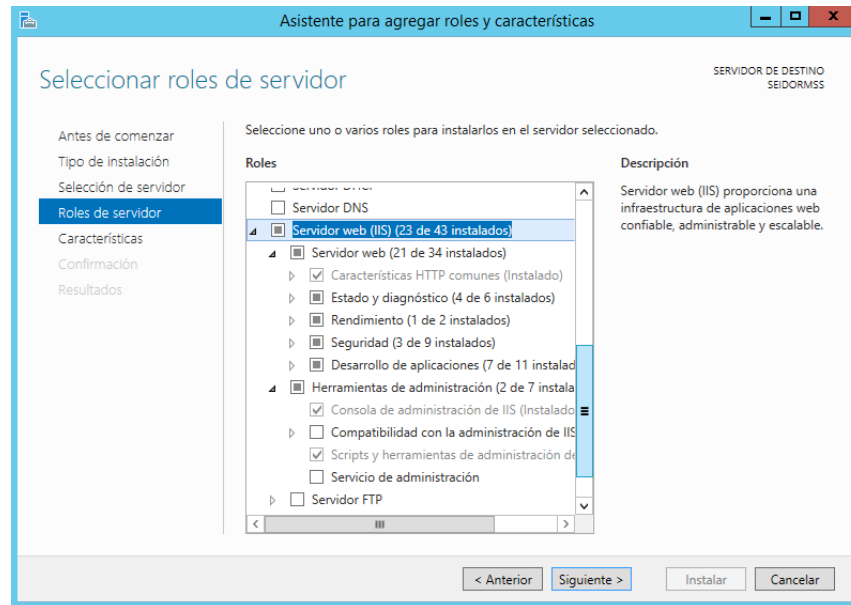 Asistente para agregar roles y características
Seleccionar roles de servidor
SERVIDOR DE DESTINO
SEIDORMSS
Antes de comenzar
Tipo de instalación
Selección de servidor
Roles de servidor
Características
Confirmación
Resultados
Seleccione uno o varios roles para instalarlos en el servidor seleccionado.
Roles
Servidor DNS
Servidor web (IIS) (23 de 43 instalados)
Servidor web (21 de 34 instalados)
Características HTTP comunes (Instalado)
Estado y diagnóstico (4 de 6 instalados)
Rendimiento (1 de 2 instalados)
Seguridad (3 de 9 instalados)
Desarrollo de aplicaciones (7 de 11 instalad
Herramientas de administración (2 de 7 instala
Consola de administración de IIS (Instalado
Compatibilidad con la administración de IIS
Scripts y herramientas de administración de
Servicio de administración
Servidor FTP
Descripción
Servidor web (IIS) proporciona una
infraestructura de aplicaciones web
confiable, administrable y escalable.
< Anterior
Siguiente >
Instalar
Cancelar